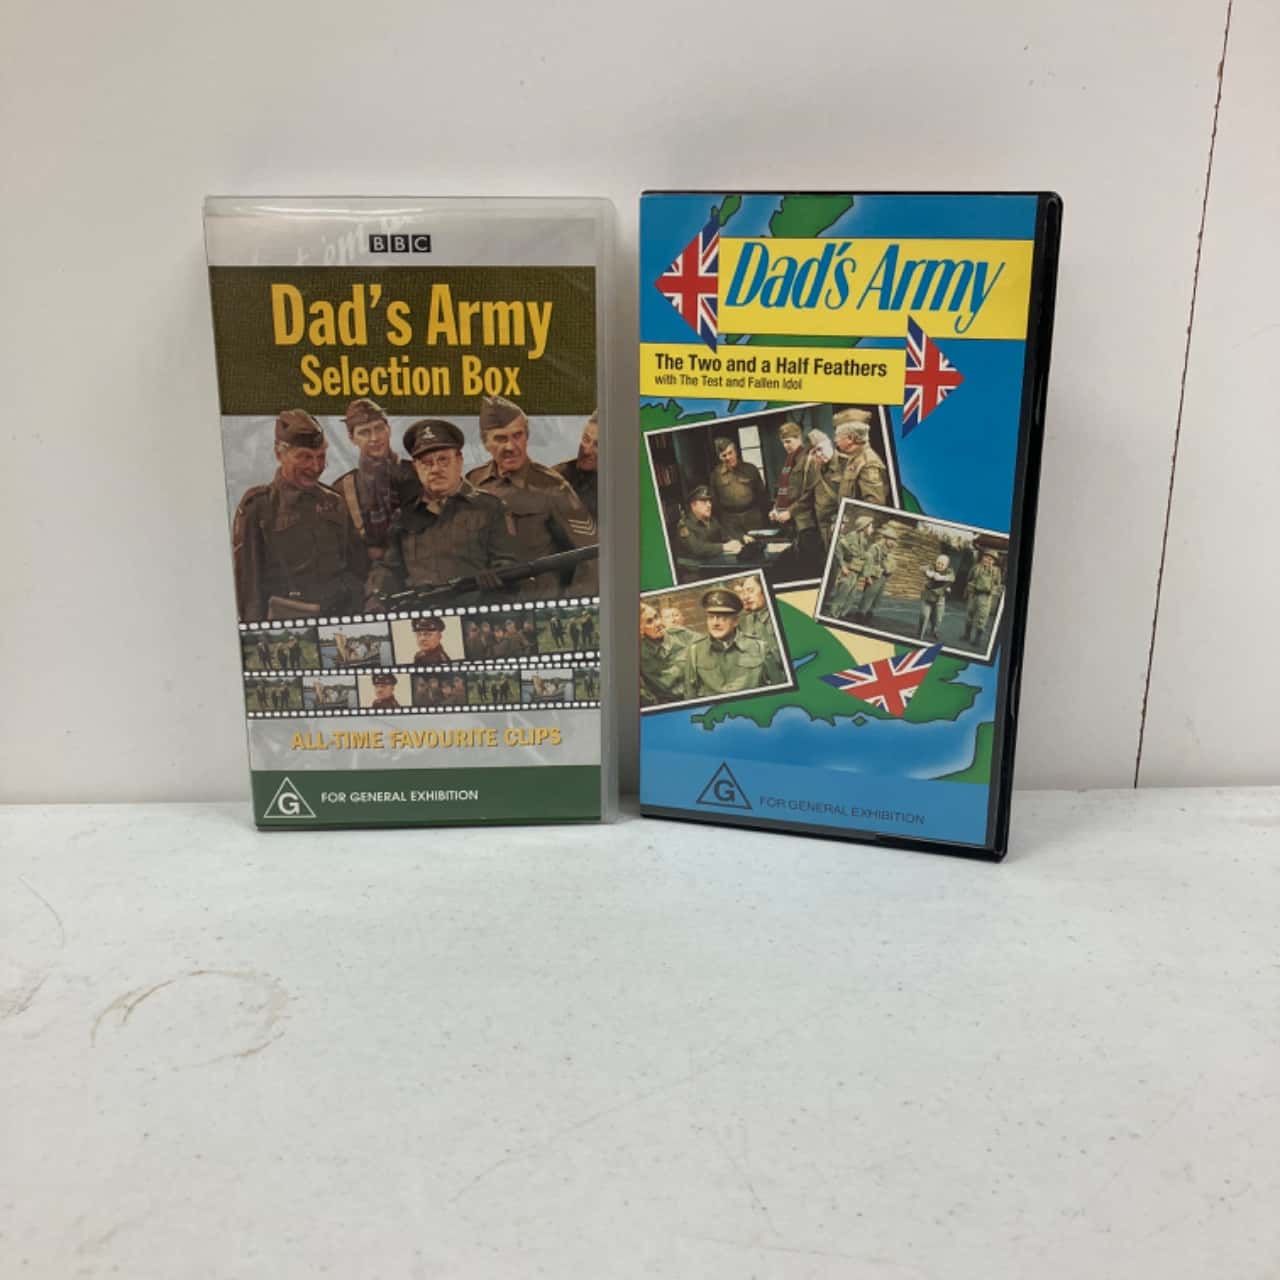 't 'em
BBC
Dad's Army
Selection Box
ALL-TIME FAVOURITE CLIPS
G FOR GENERAL EXHIBITION
Dad's Army
The Two and a Half Feathers
with The Test and Fallen Idol
G FOR GENERAL EXHIBITION